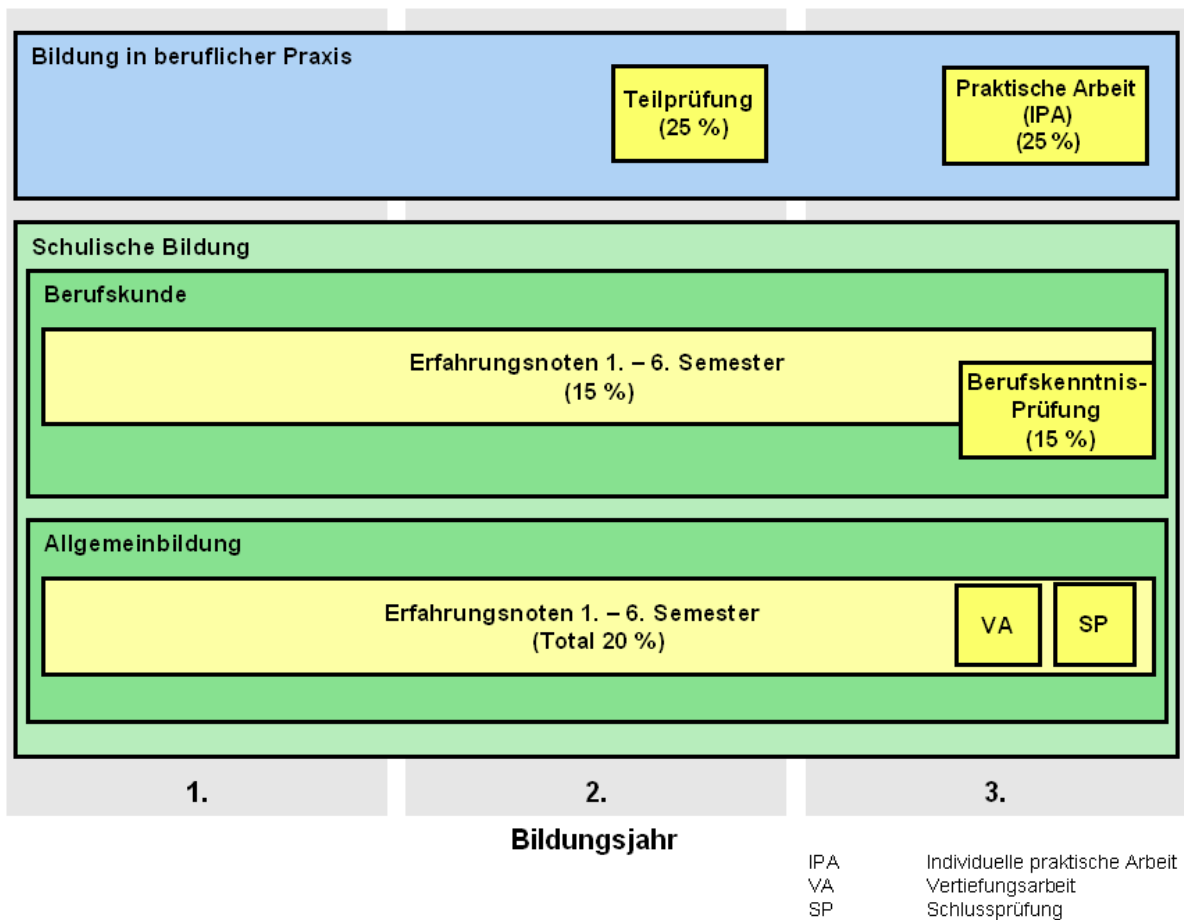 Bildung in beruflicher Praxis
Teilprüfung
(25 %)
Praktische Arbeit
(IPA)
(25 %)
Schulische Bildung
Berufskunde
Erfahrungsnoten 1. – 6. Semester
(15 %)
Berufskenntnis-
Prüfung
(15 %)
Allgemeinbildung
Erfahrungsnoten 1. – 6. Semester
(Total 20 %)
VA
SP
1.
2.
3.
Bildungsjahr
IPA Individuelle praktische Arbeit
VA Vertiefungsarbeit
SP Schlussprüfung